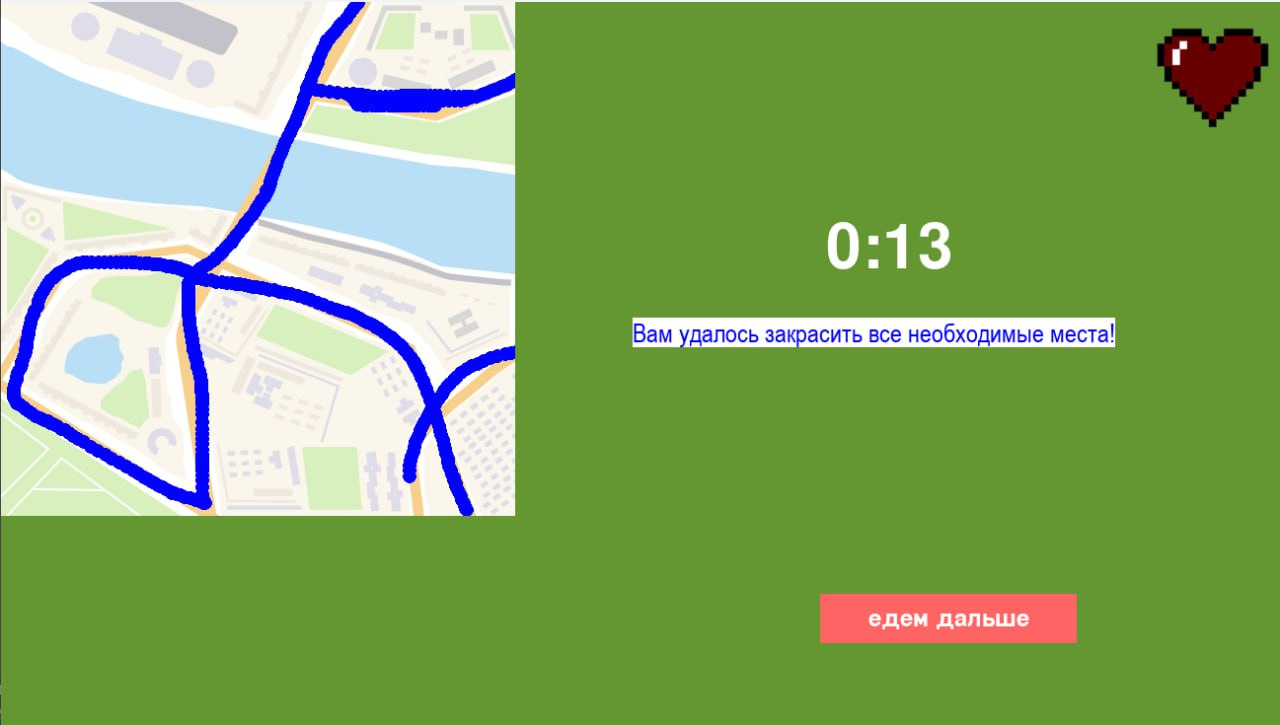 0:13
Вам удалось закрасить все необходимые места!
едем дальше